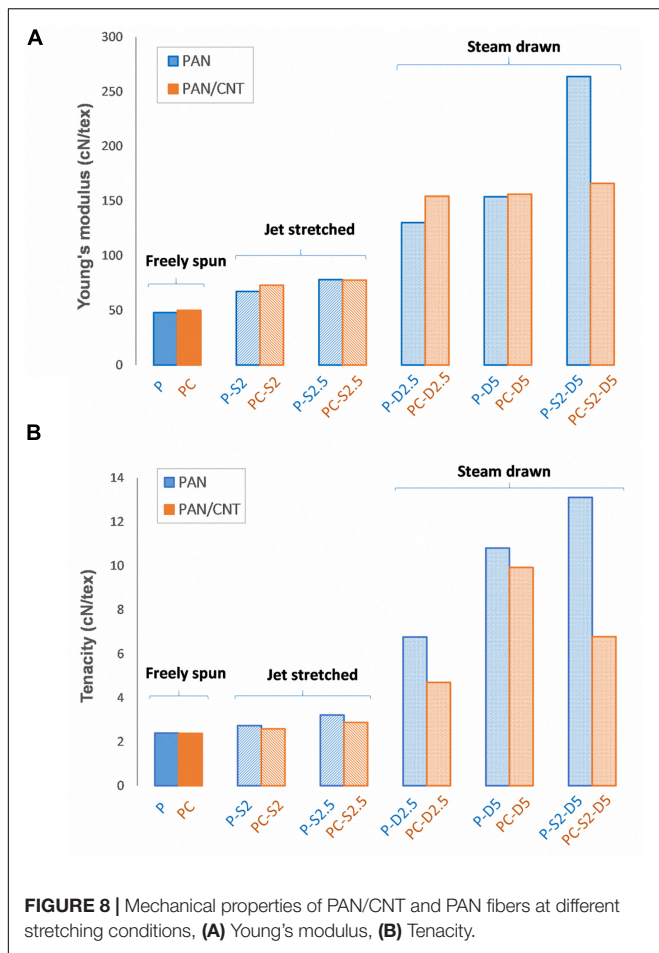 A
300
250
200
150
100
50
0
Young's modulus (cN/tex)
PAN
PAN/CNT
Freely spun
Jet stretched
Steam drawn
P
PC
P-S2
PC-S2
P-S2.5
PC-S2.5
P-D2.5
PC-D2.5
P-D5
PC-D5
P-S2-D5
PC-S2-D5
B
14
12
10
8
6
4
2
0
Tenacity (cN/tex)
PAN
PAN/CNT
Freely spun
Jet stretched
Steam drawn
P
PC
P-S2
PC-S2
P-S2.5
PC-S2.5
P-D2.5
PC-D2.5
P-D5
PC-D5
P-S2-D5
PC-S2-D5
FIGURE 8 | Mechanical properties of PAN/CNT and PAN fibers at different
stretching conditions, (A) Young's modulus, (B) Tenacity.